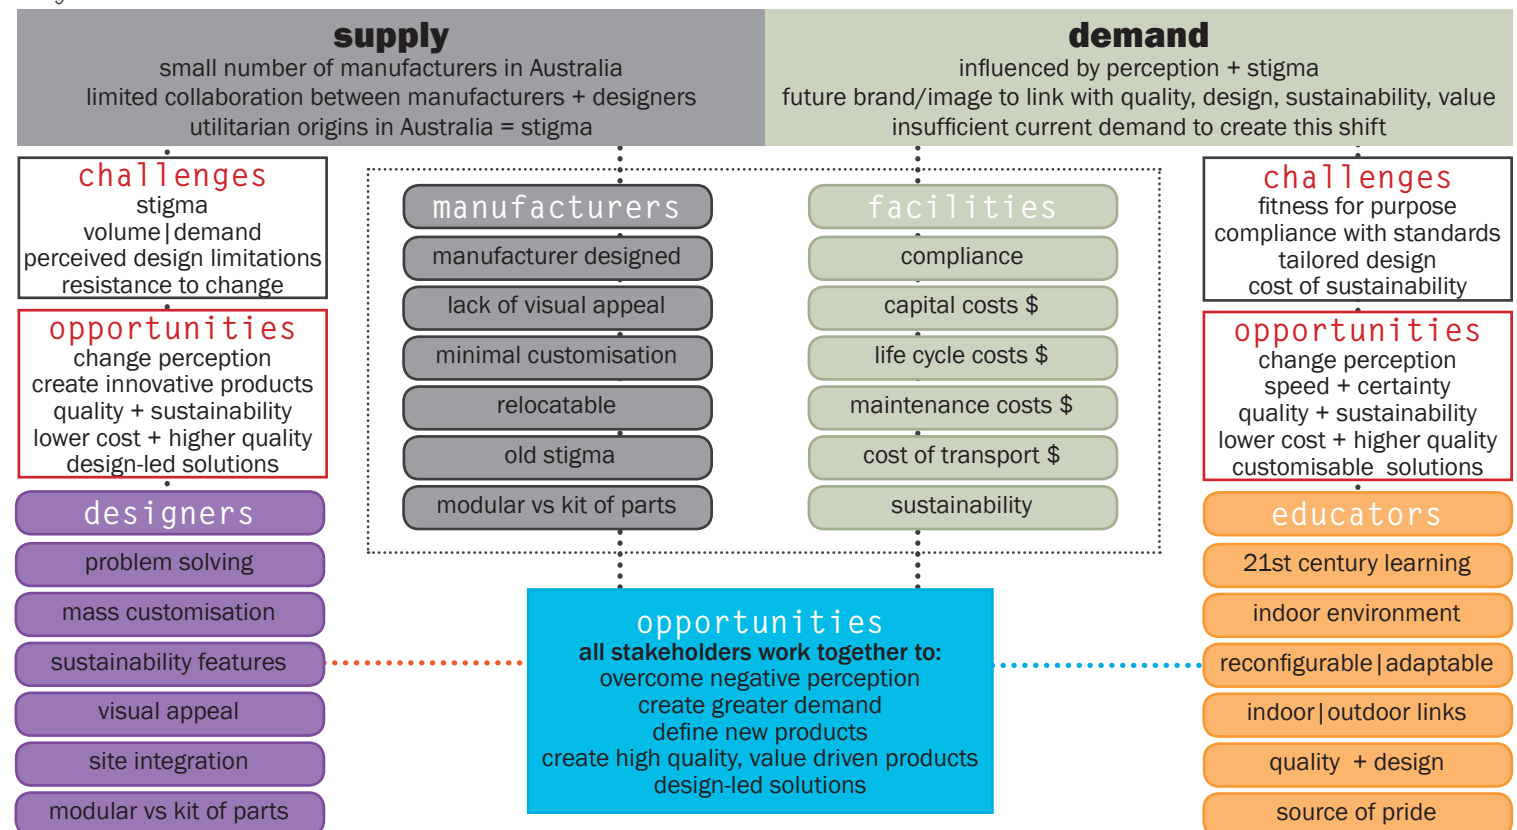 supply
small number of manufacturers in Australia
limited collaboration between manufacturers + designers
utilitarian origins in Australia = stigma
demand
influenced by perception + stigma
future brand/image to link with quality, design, sustainability, value
insufficient current demand to create this shift
challenges
stigma
volume|demand
perceived design limitations
resistance to change
opportunities
change perception
create innovative products
quality + sustainability
lower cost + higher quality
design-led solutions
designers
problem solving
mass customisation
sustainability features
visual appeal
site integration
modular vs kit of parts
manufacturers
manufacturer designed
lack of visual appeal
minimal customisation
relocatable
old stigma
modular vs kit of parts
facilities
compliance
capital costs $
life cycle costs $
maintenance costs $
cost of transport $
sustainability
opportunities
all stakeholders work together to:
overcome negative perception
create greater demand
define new products
create high quality, value driven products
design-led solutions
challenges
fitness for purpose
compliance with standards
tailored design
cost of sustainability
opportunities
change perception
speed + certainty
quality + sustainability
lower cost + higher quality
customisable solutions
educators
21st century learning
indoor environment
reconfigurable|adaptable
indoor|outdoor links
quality + design
source of pride